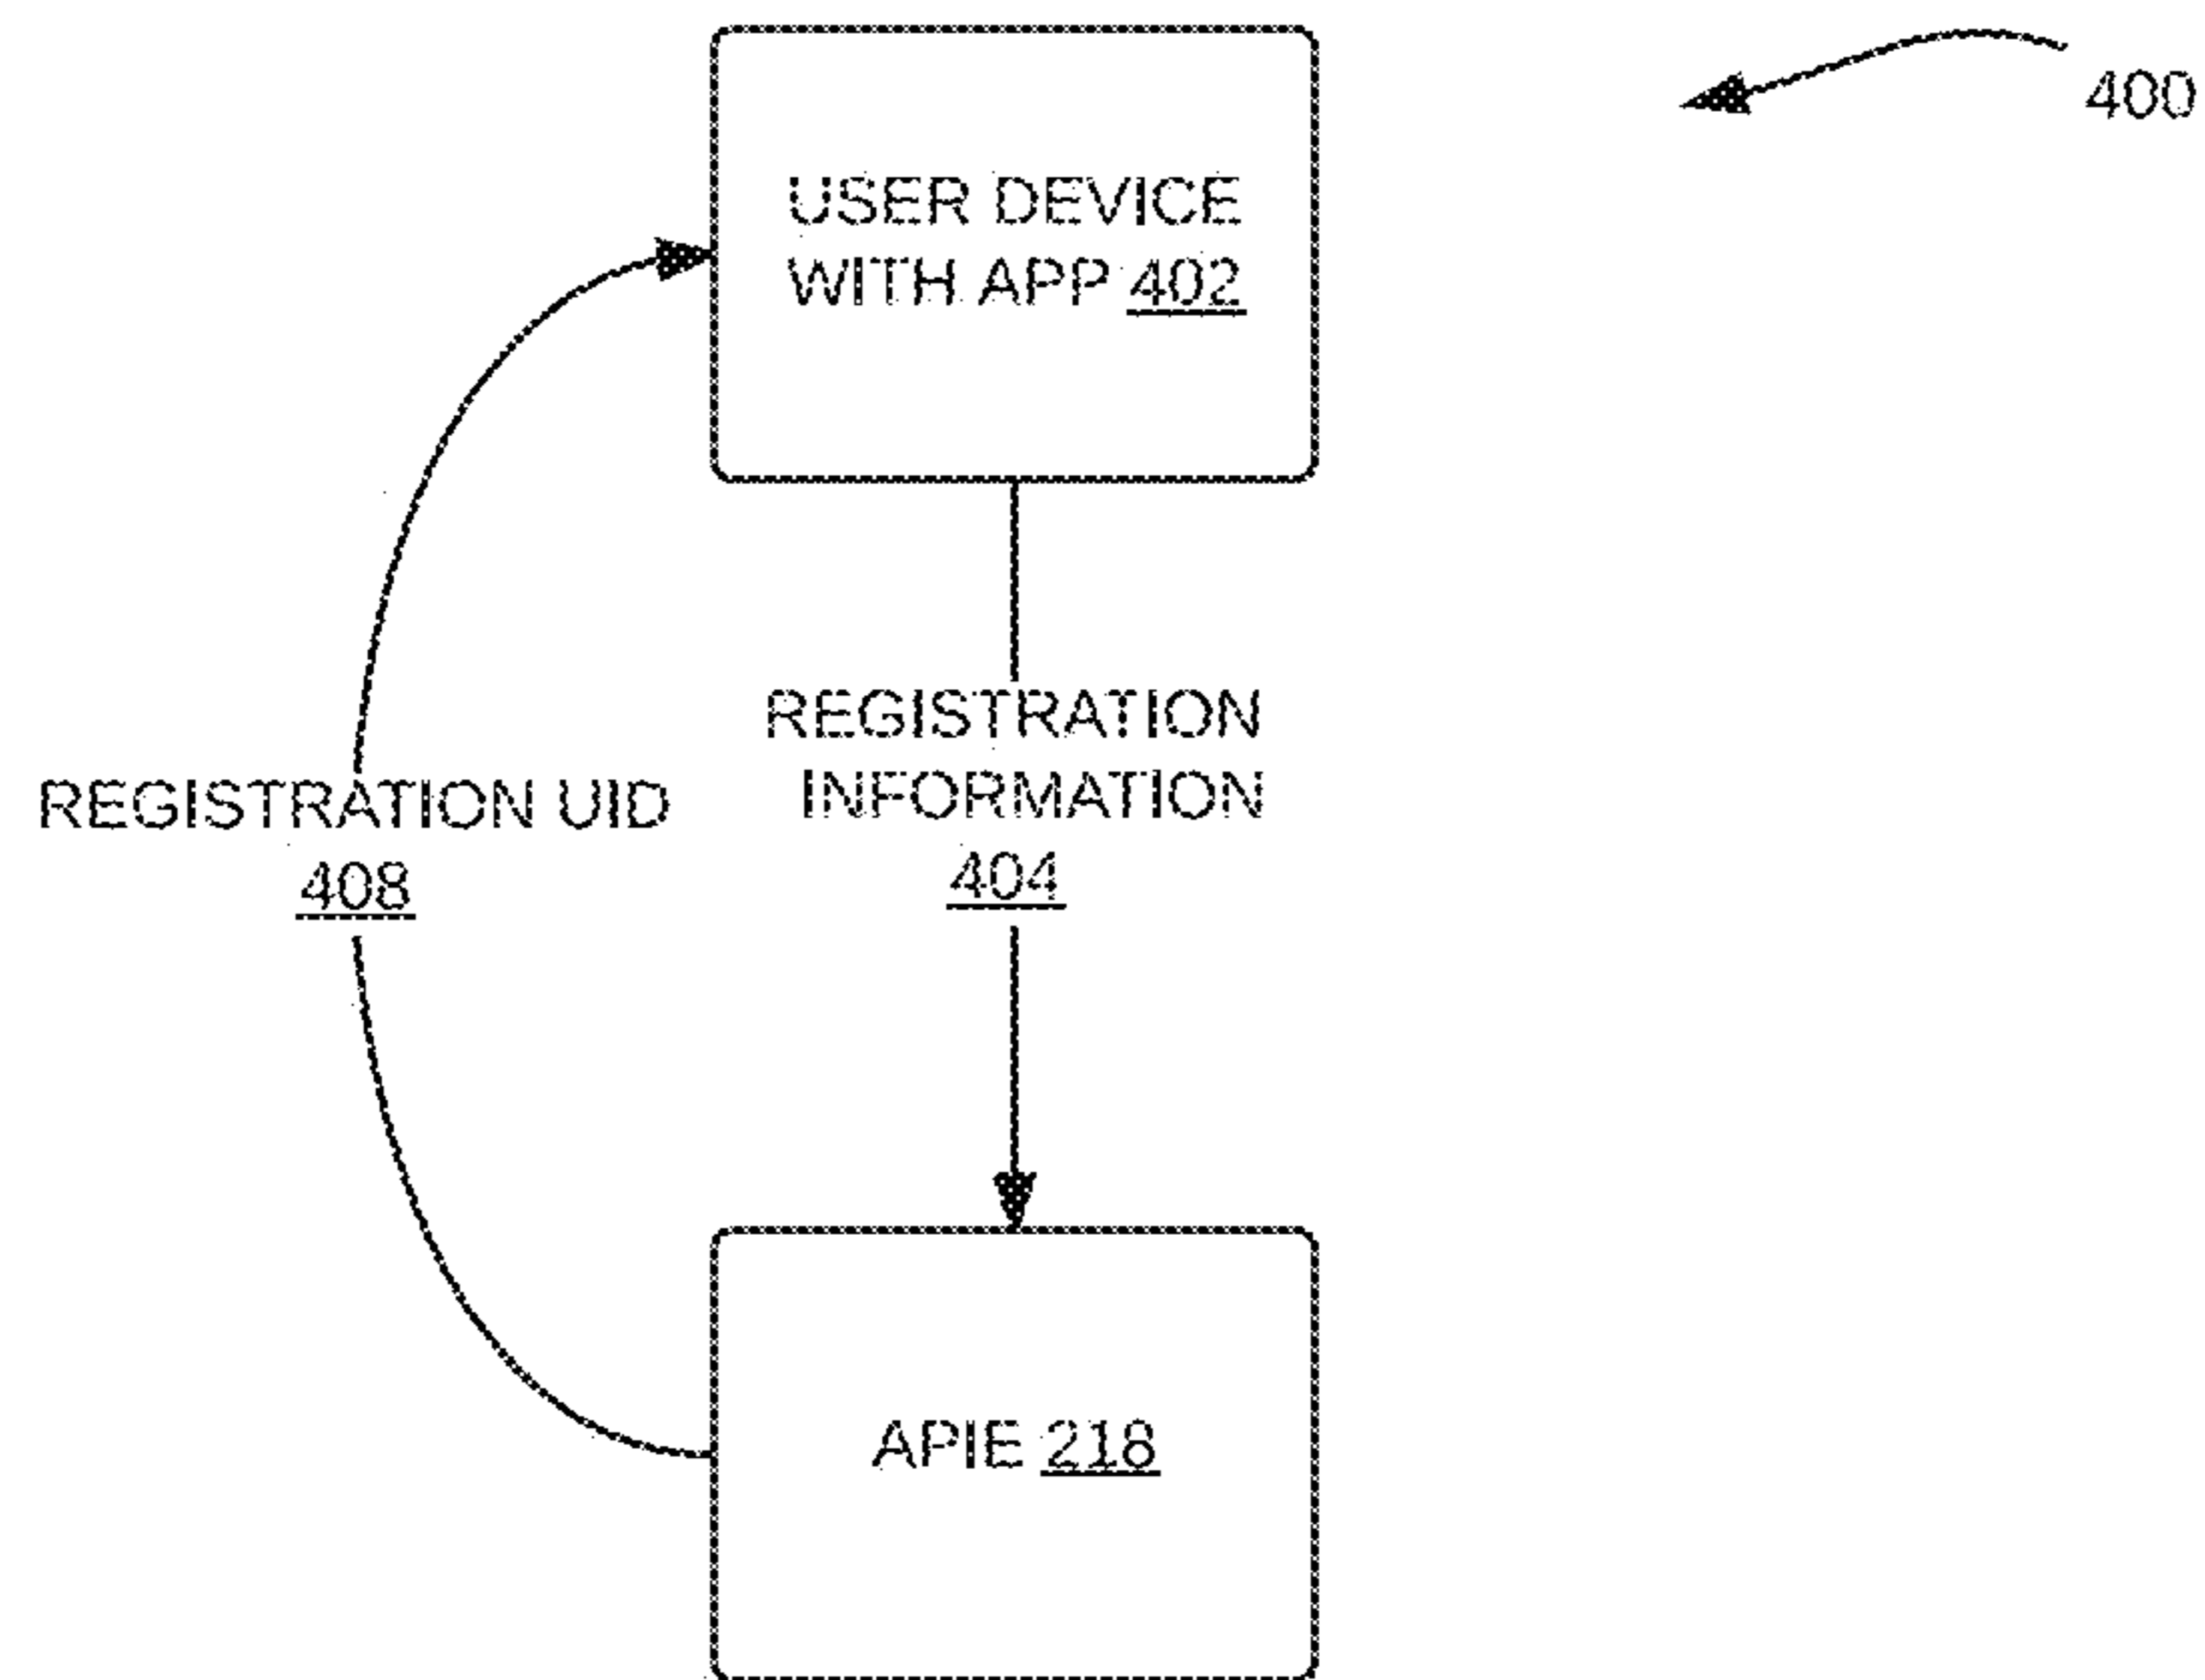 400
USER DEVICE
WITH APP 402
REGISTRATION
INFORMATION
404
REGISTRATION UID
408
APIE 218